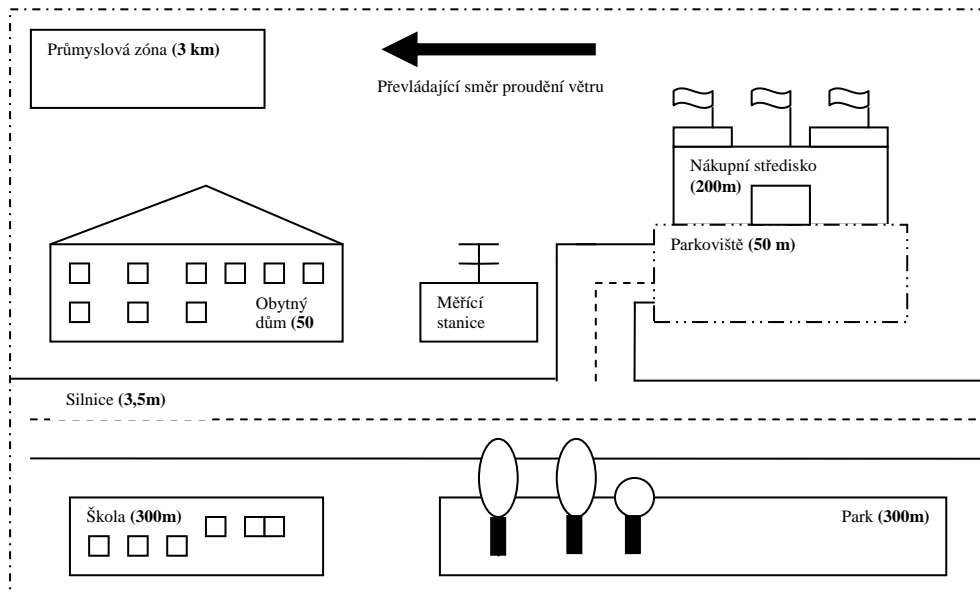 Průmyslová zóna (3 km)
Převládající směr proudění větru
Nákupní středisko
(200m)
Parkoviště (50 m)
Obytný
dům (50
Měřící
stanice
Silnice (3,5m)
Škola (300m)
Park (300m)